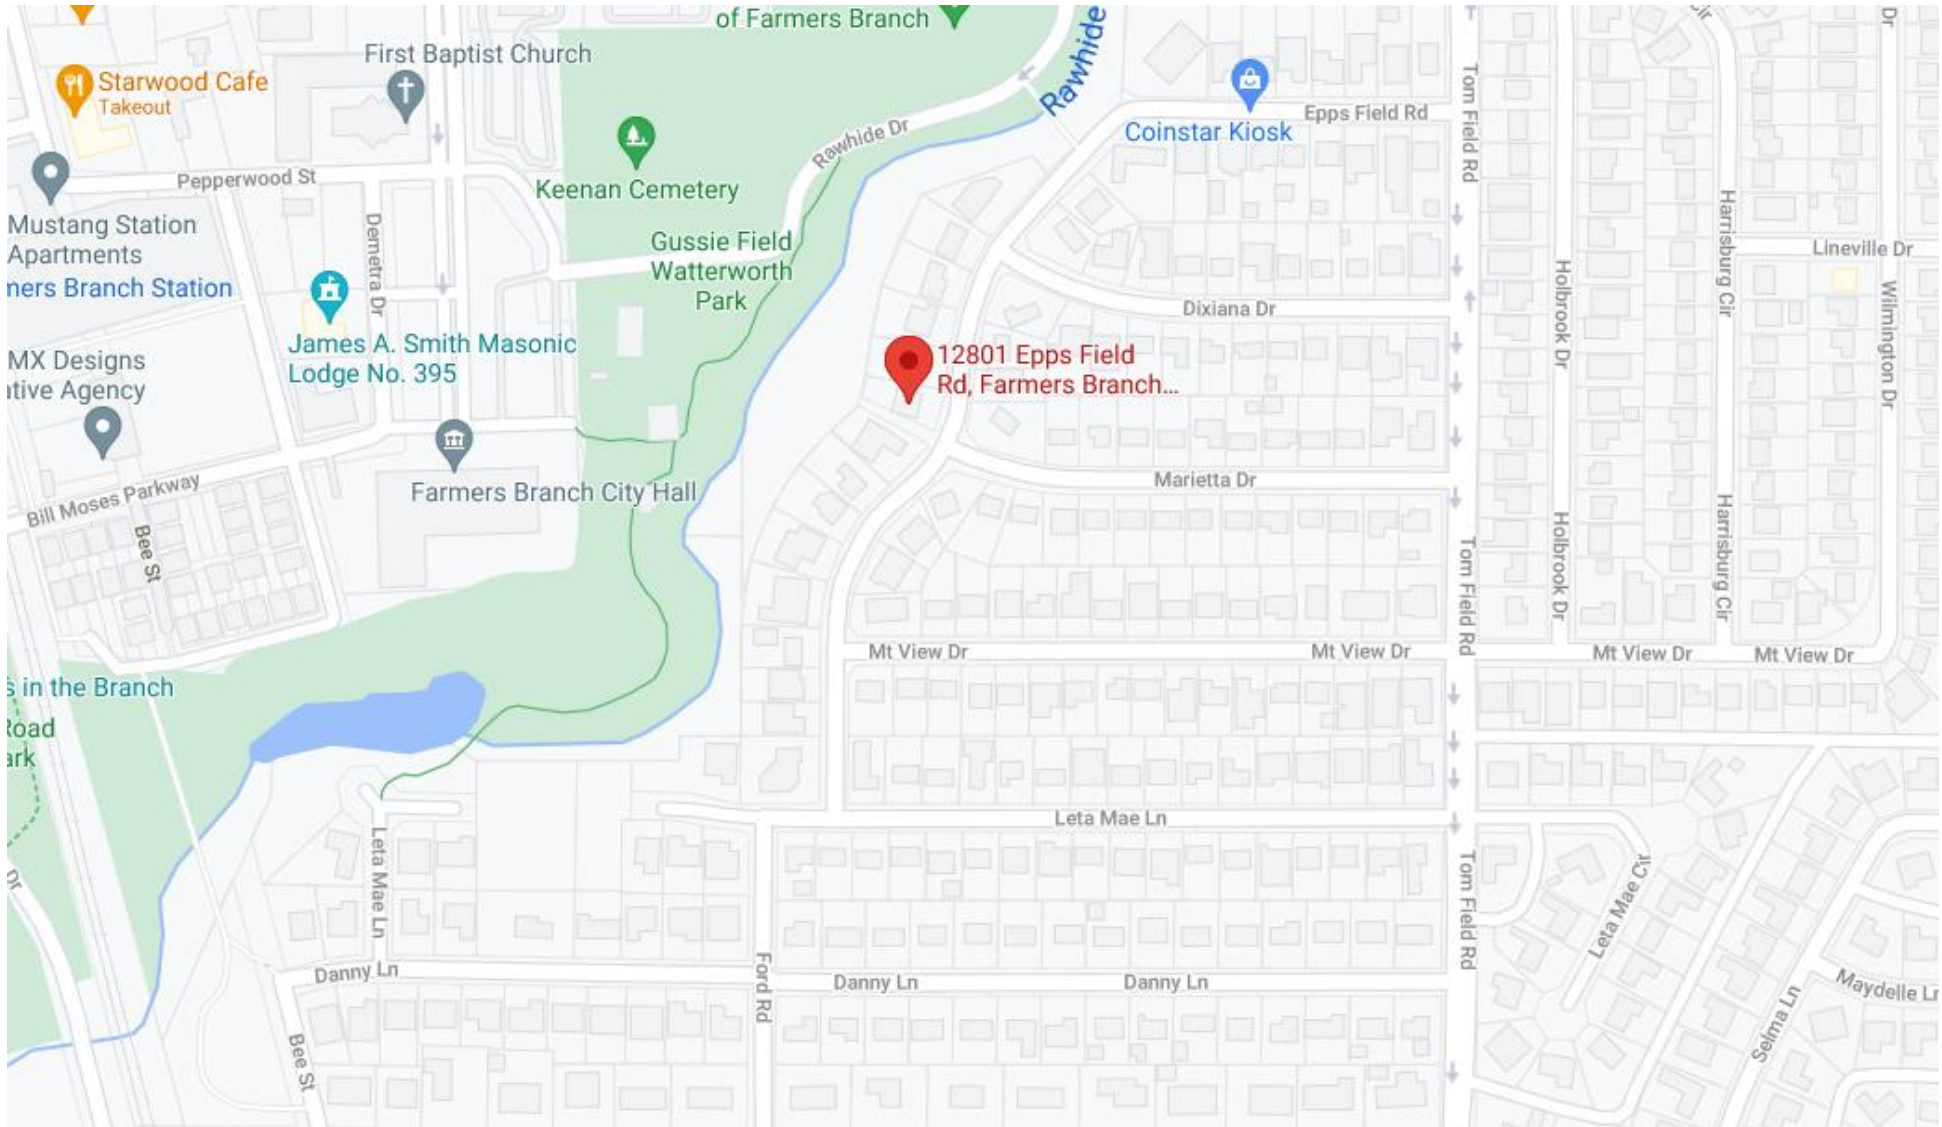 of Farmers Branch
First Baptist Church
Rawhide
Starwood Cafe
Takeout
Tom Field Rd
Cir
Dr
Epps Field Rd
Coinstar Kiosk
Rawhide Dr
Pepperwood St
Keenan Cemetery
Mustang Station
Apartments
mers Branch Station
Demetra Dr
Gussie Field
Watterworth
Park
Harrisburg Cir
Lineville Dr
Holbrook Dr
Wilmington Dr
Dixiana Dr
James A. Smith Masonic
Lodge No. 395
MX Designs
ative Agency
12801 Epps Field
Rd, Farmers Branch...
Marietta Dr
Farmers Branch City Hall
Bill Moses Parkway
Bee St
Harrisburg Cir
Holbrook Dr
Tom Field Rd
Mt View Dr
Mt View Dr
Mt View Dr
Mt View Dr
s in the Branch
Road
ark
Leta Mae Ln
Leta Mae Ln
Dr
Tom Field Rd
Leta Mae Cir
Danny Ln
Ford Rd
Danny Ln
Danny Ln
Maydelle Ln
Selma Ln
Bee St